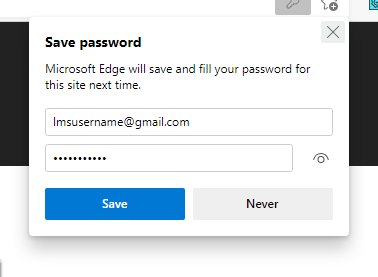 Save password
Microsoft Edge will save and fill your password for
this site next time.
lmsusername@gmail.com
•••••••••••
Save
Never